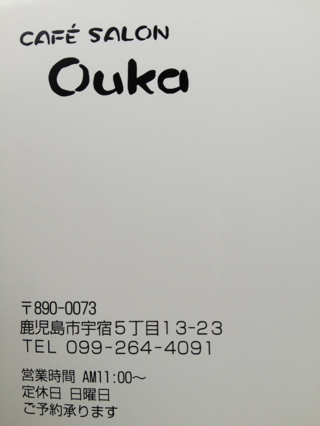 CAFÉ SALON
Ouka
〒890-0073
鹿児島市宇宿5丁目13-23
TEL 099-264-4091
営業時間 AM11:00〜
定休日 日曜日
ご予約承ります